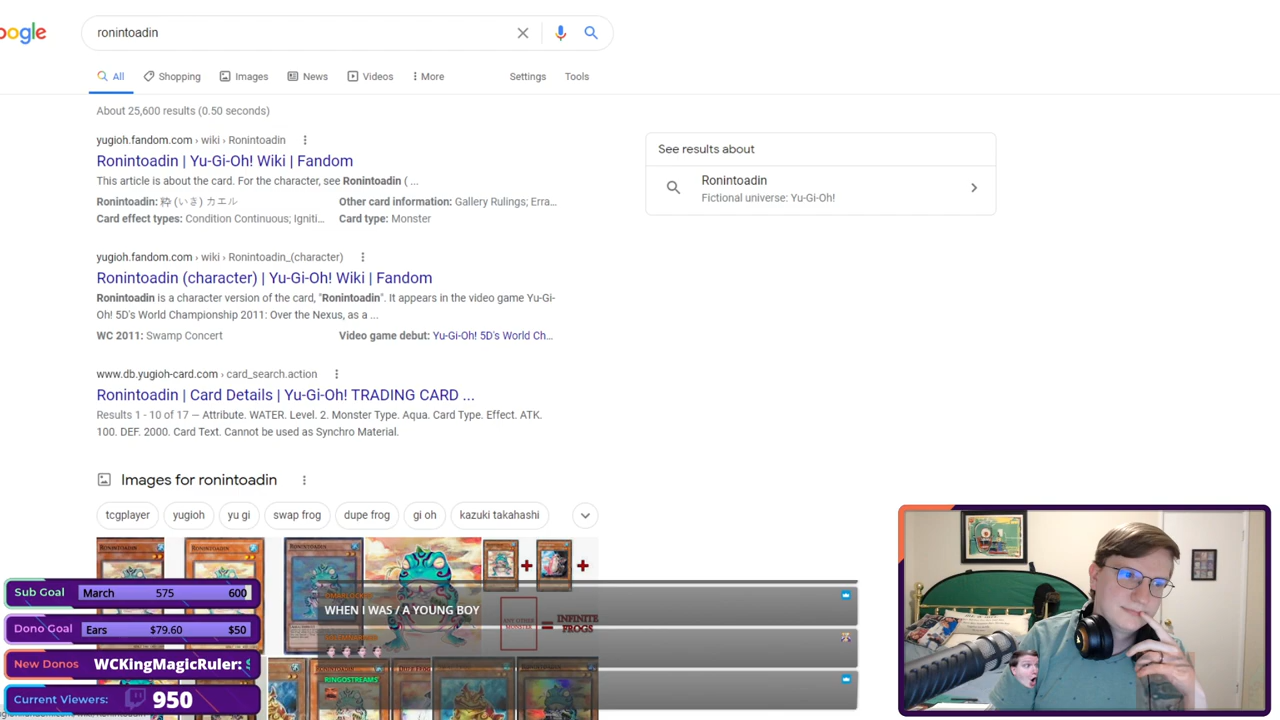 oogle
ronintoadin
All
Shopping
Images
News
Videos
More
Settings
Tools
About 25,600 results (0.50 seconds)
yugioh.fandom.com › wiki › Ronintoadin
Ronintoadin | Yu-Gi-Oh! Wiki | Fandom
This article is about the card. For the character, see Ronintoadin ( ...
Ronintoadin: 粋 (いき) カエル
Other card information: Gallery Rulings; Erra...
Card effect types: Condition Continuous; Igniti...
Card type: Monster
yugioh.fandom.com › wiki › Ronintoadin_(character)
Ronintoadin (character) | Yu-Gi-Oh! Wiki | Fandom
Ronintoadin is a character version of the card, "Ronintoadin". It appears in the video game Yu-Gi-
Oh! 5D's World Championship 2011: Over the Nexus, as a ...
WC 2011: Swamp Concert
Video game debut: Yu-Gi-Oh! 5D's World Ch...
www.db.yugioh-card.com › card_search.action
Ronintoadin | Card Details | Yu-Gi-Oh! TRADING CARD ...
Results 1 - 10 of 17 — Attribute. WATER. Level. 2. Monster Type. Aqua. Card Type. Effect. ATK.
100. DEF. 2000. Card Text. Cannot be used as Synchro Material.
See results about
Ronintoadin
Fictional universe: Yu-Gi-Oh!
Images for ronintoadin
tcgplayer
yugioh
yu gi
swap frog
dupe frog
gi oh
kazuki takahashi
WHEN I WAS / A YOUNG BOY
ANY OTHER
MONSTER
INFINITE
FROGS
RINGOSTREAMS
Sub Goal
March 575 600
Dono Goal
Ears $79.60 $50
New Donos
WCKingMagicRuler:
Current Viewers:
950